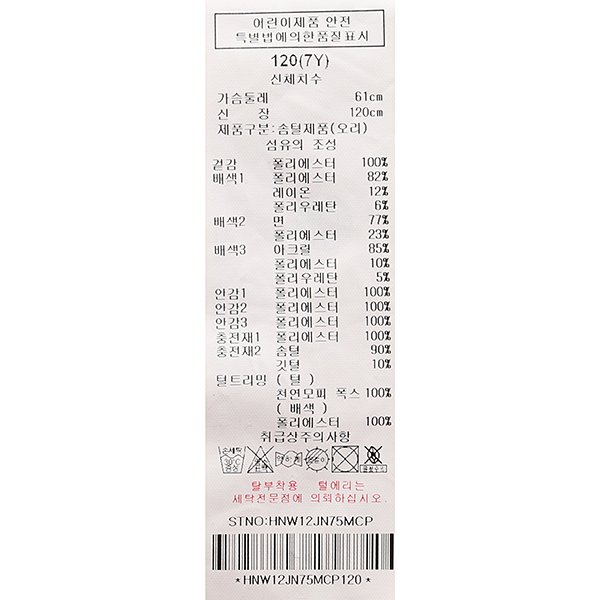 어린이제품 안전
특별법에의한품질표시
120(7Y)
신체치수
가슴둘레 61cm
신 장 120cm
제품구분:솜털제품(오리)
섬유의 조성
겉감 폴리에스터 100%
배색1 폴리에스터 82%
레이온 12%
폴리우레탄 6%
배색2 면 77%
폴리에스터 23%
배색3 아크릴 85%
폴리에스터 10%
폴리우레탄 5%
안감1 폴리에스터 100%
안감2 폴리에스터 100%
안감3 폴리에스터 100%
충전재1 폴리에스터 100%
충전재2 솜털 90%
깃털 10%
털트리밍 ( 털 )
천연모피 폭스 100%
( 배색 )
폴리에스터 100%
취급상주의사항
손세탁
30℃
중성
약하게
탈부착용 털에리는
세탁전문점에 의뢰하십시오.
STNO:HNW12JN75MCP
*HNW12JN75MCP120*